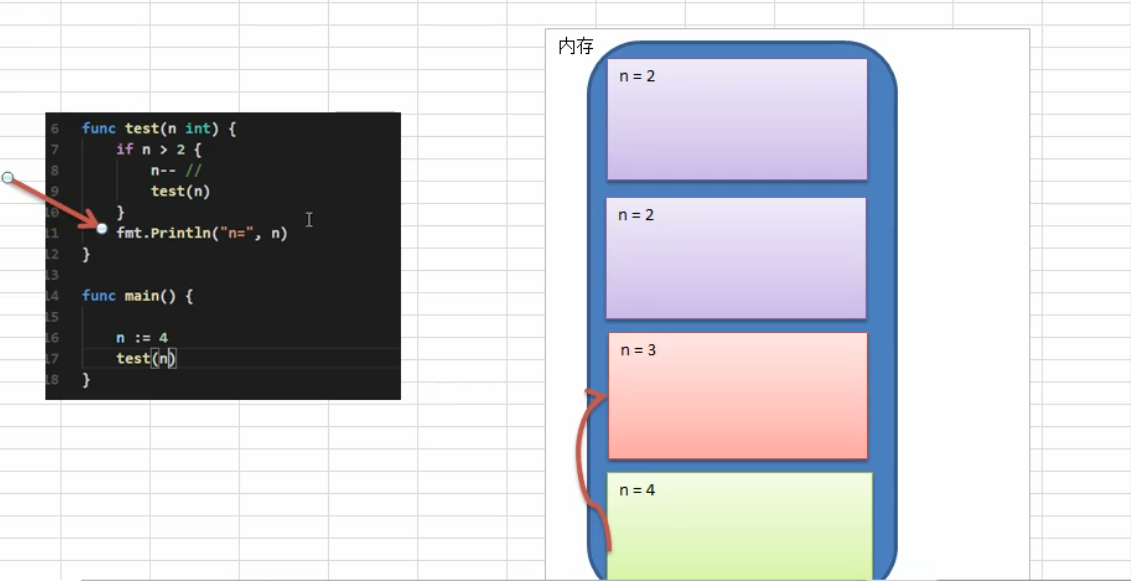 6 func test(n int) {
7 if n > 2 {
8 n-- //
9 test(n)
10 }
11 fmt.Println("n=", n)
12 }
13
14 func main() {
15
16 n := 4
17 test(n)
18 }
内存
n = 2
n = 2
n = 3
n = 4